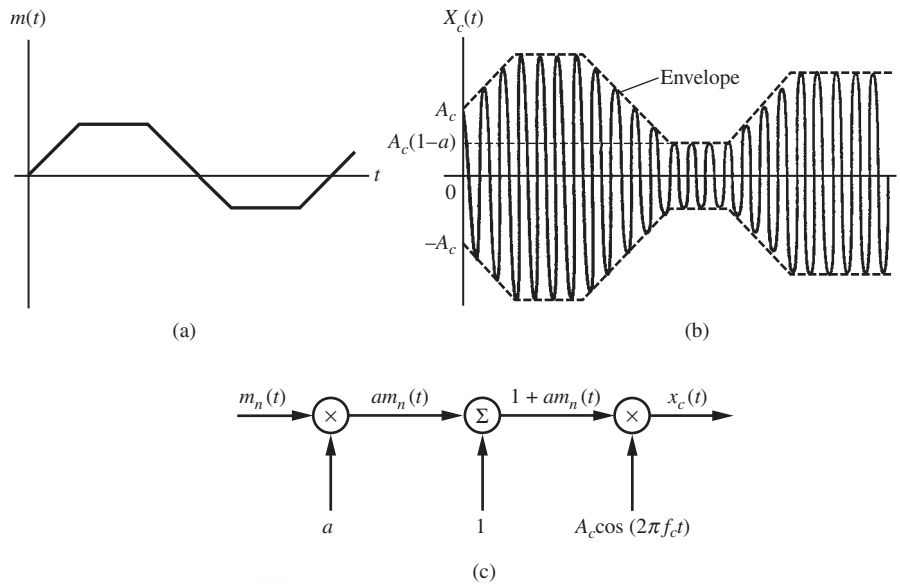 m(t)
t
(a)
X_c(t)
Envelope
A_c
A_c(1–a)
0
–A_c
(b)
m_n(t)
am_n(t)
1 + am_n(t)
x_c(t)
×
Σ
×
a
1
A_c cos (2πf_c t)
(c)